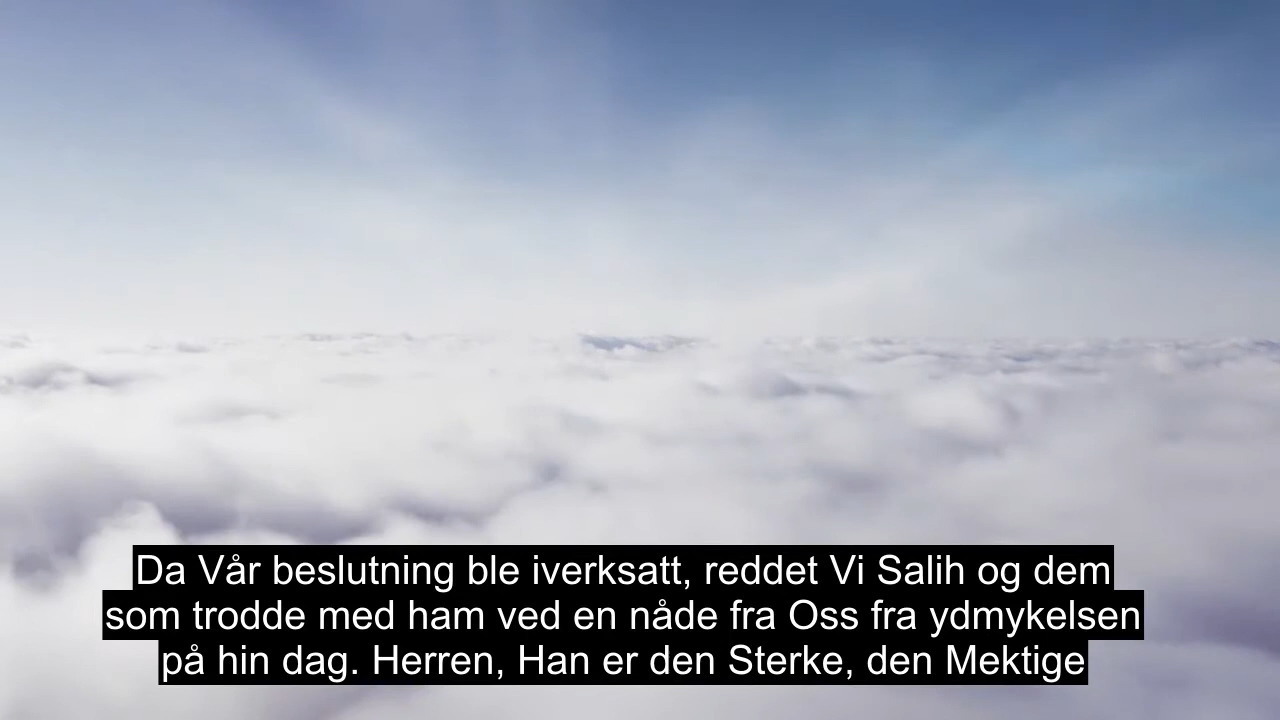 Da Vår beslutning ble iverksatt, reddet Vi Salih og dem
som trodde med ham ved en nåde fra Oss fra ydmykelsen
på hin dag. Herren, Han er den Sterke, den Mektige